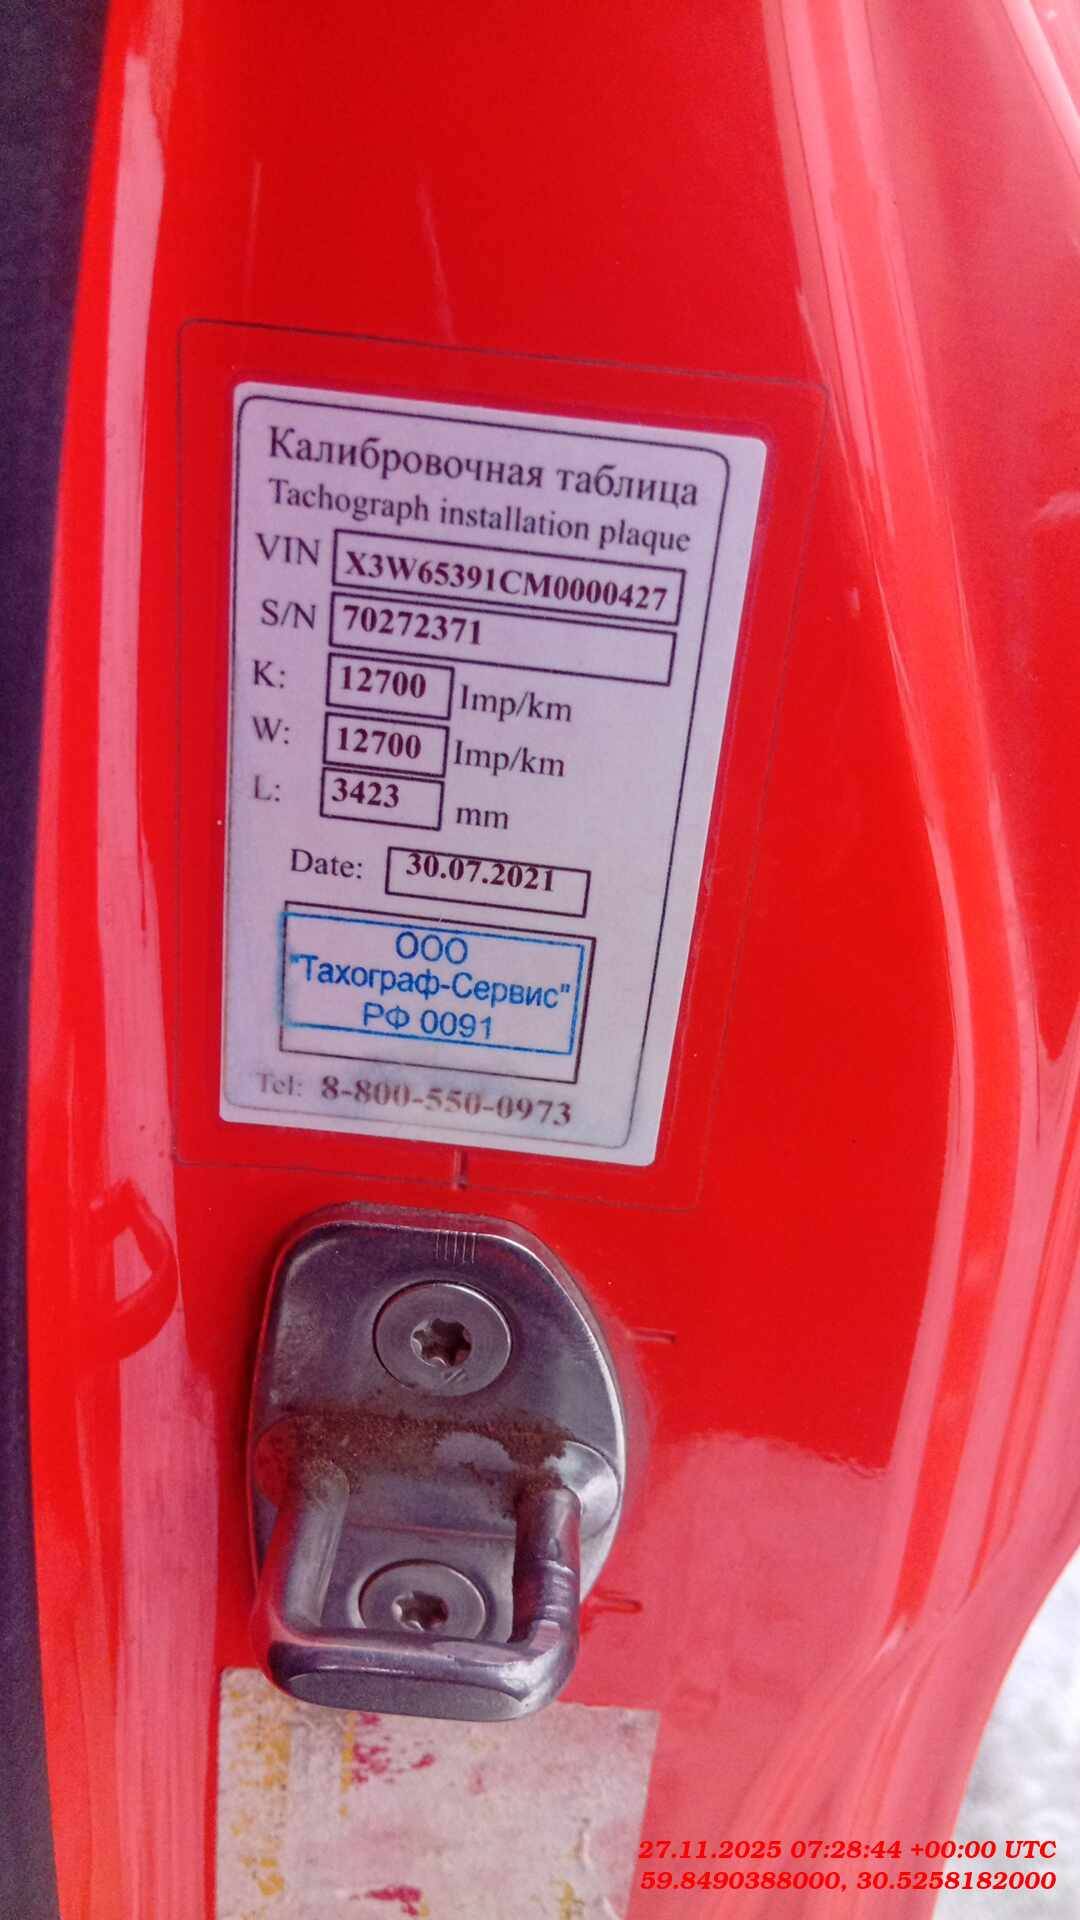 Калибровочная таблица
Tachograph installation plaque
VIN X3W65391CM0000427
S/N 70272371
K: 12700 Imp/km
W: 12700 Imp/km
L: 3423 mm
Date: 30.07.2021
ООО
"Тахограф-Сервис"
РФ 0091
Tel: 8-800-550-0973
27.11.2025 07:28:44 +00:00 UTC
59.8490388000, 30.5258182000